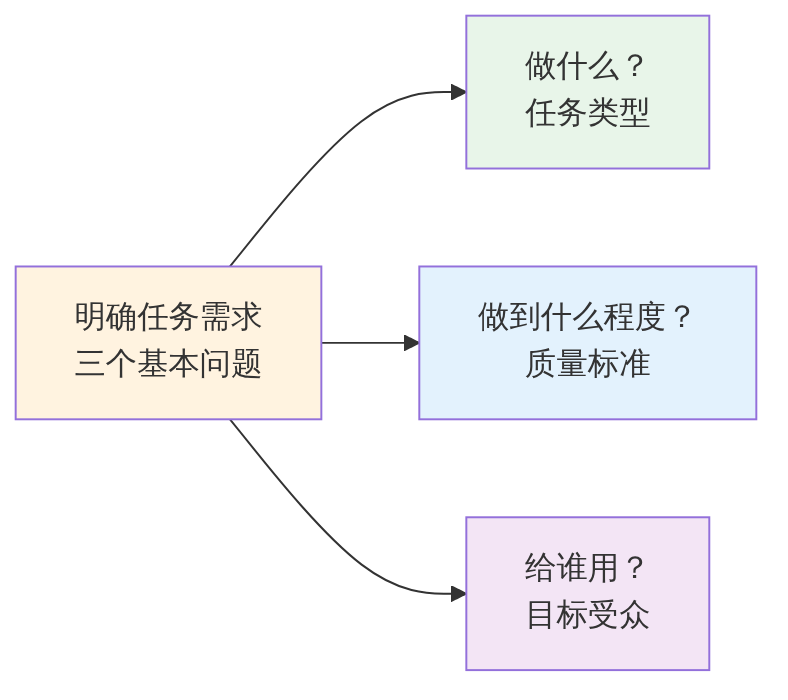 做什么？
任务类型
明确任务需求
三个基本问题
做到什么程度？
质量标准
给谁用？
目标受众